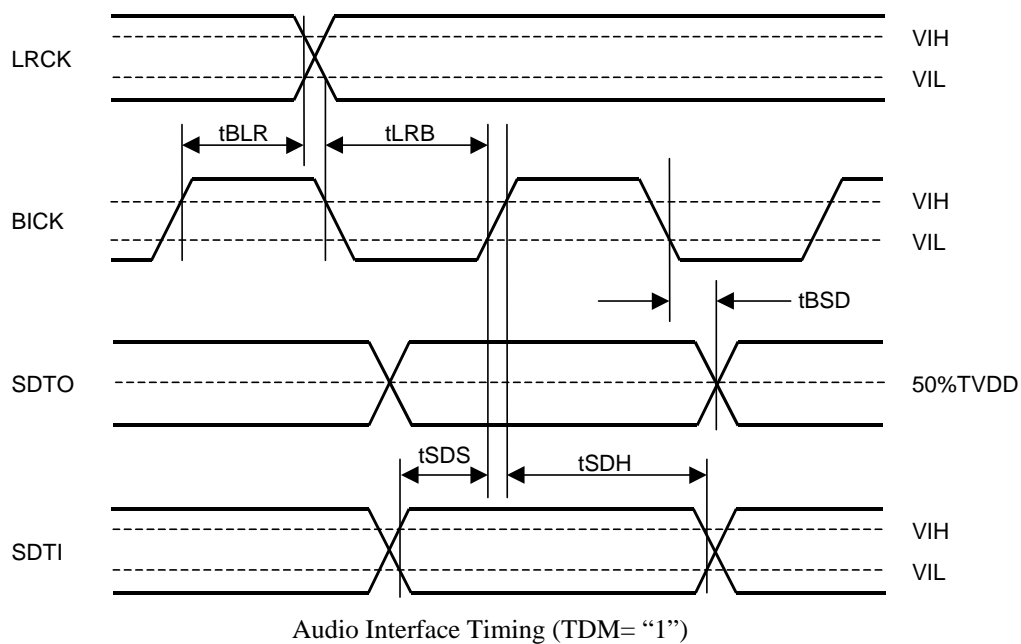 LRCK
VIH
VIL
tBLR
tLRB
BICK
VIH
VIL
tBSD
SDTO
50%TVDD
tSDS
tSDH
SDTI
VIH
VIL
Audio Interface Timing (TDM= “1”)